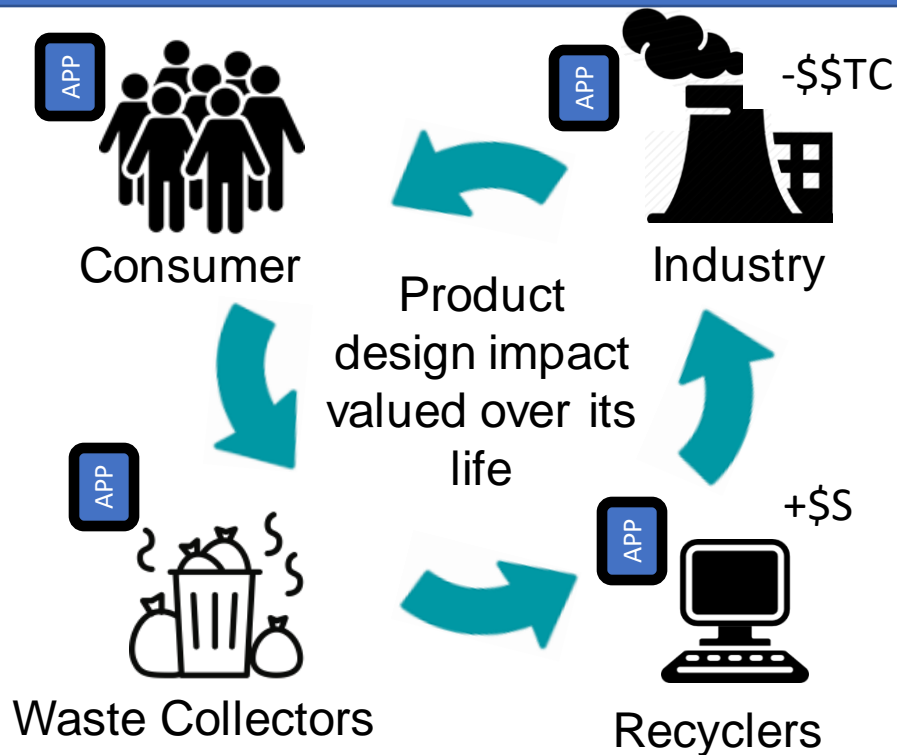 APP
APP
-$$TC
Consumer
Industry
Product
design impact
valued over its
life
APP
APP
+$S
Waste Collectors
Recyclers